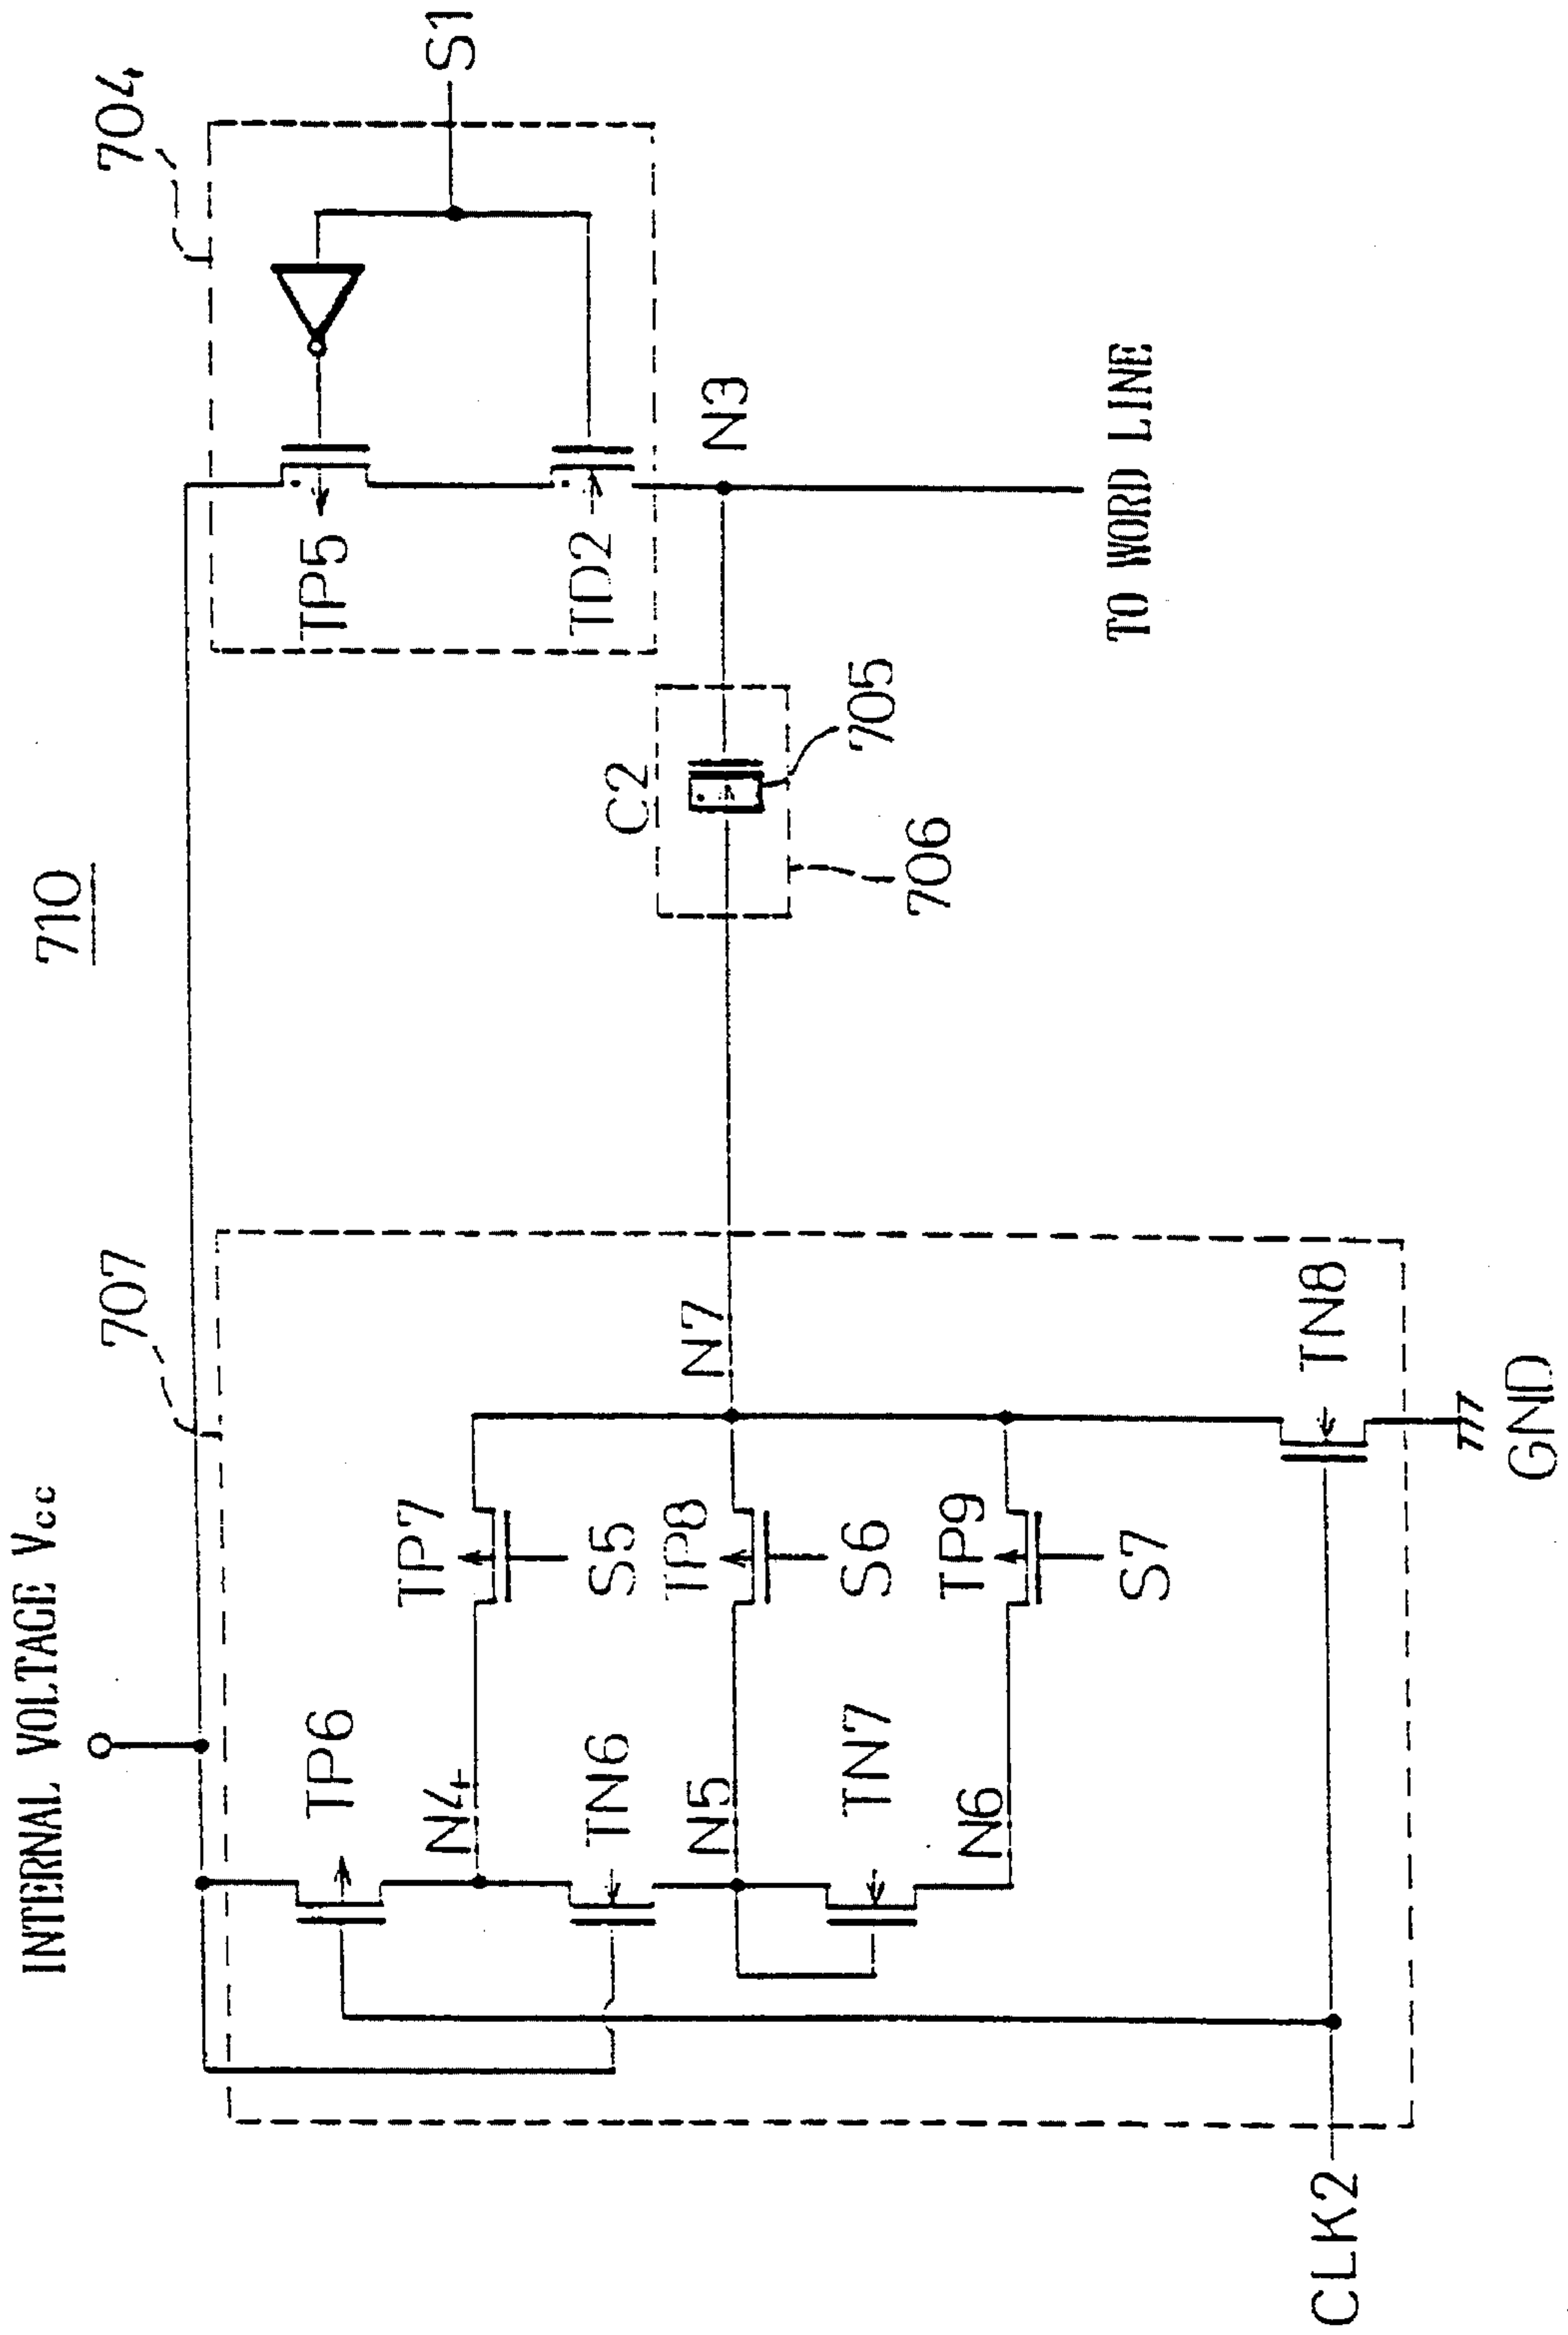 710
INTERNAL VOLTAGE Vcc
707
704
TP6
N4
TN6
N5
TN7
N6
TP7
S5
TP8
S6
TP9
S7
N7
TN8
GND
CLK2
C2
705
706
TP5
TD2
N3
S1
TO WORD LINE